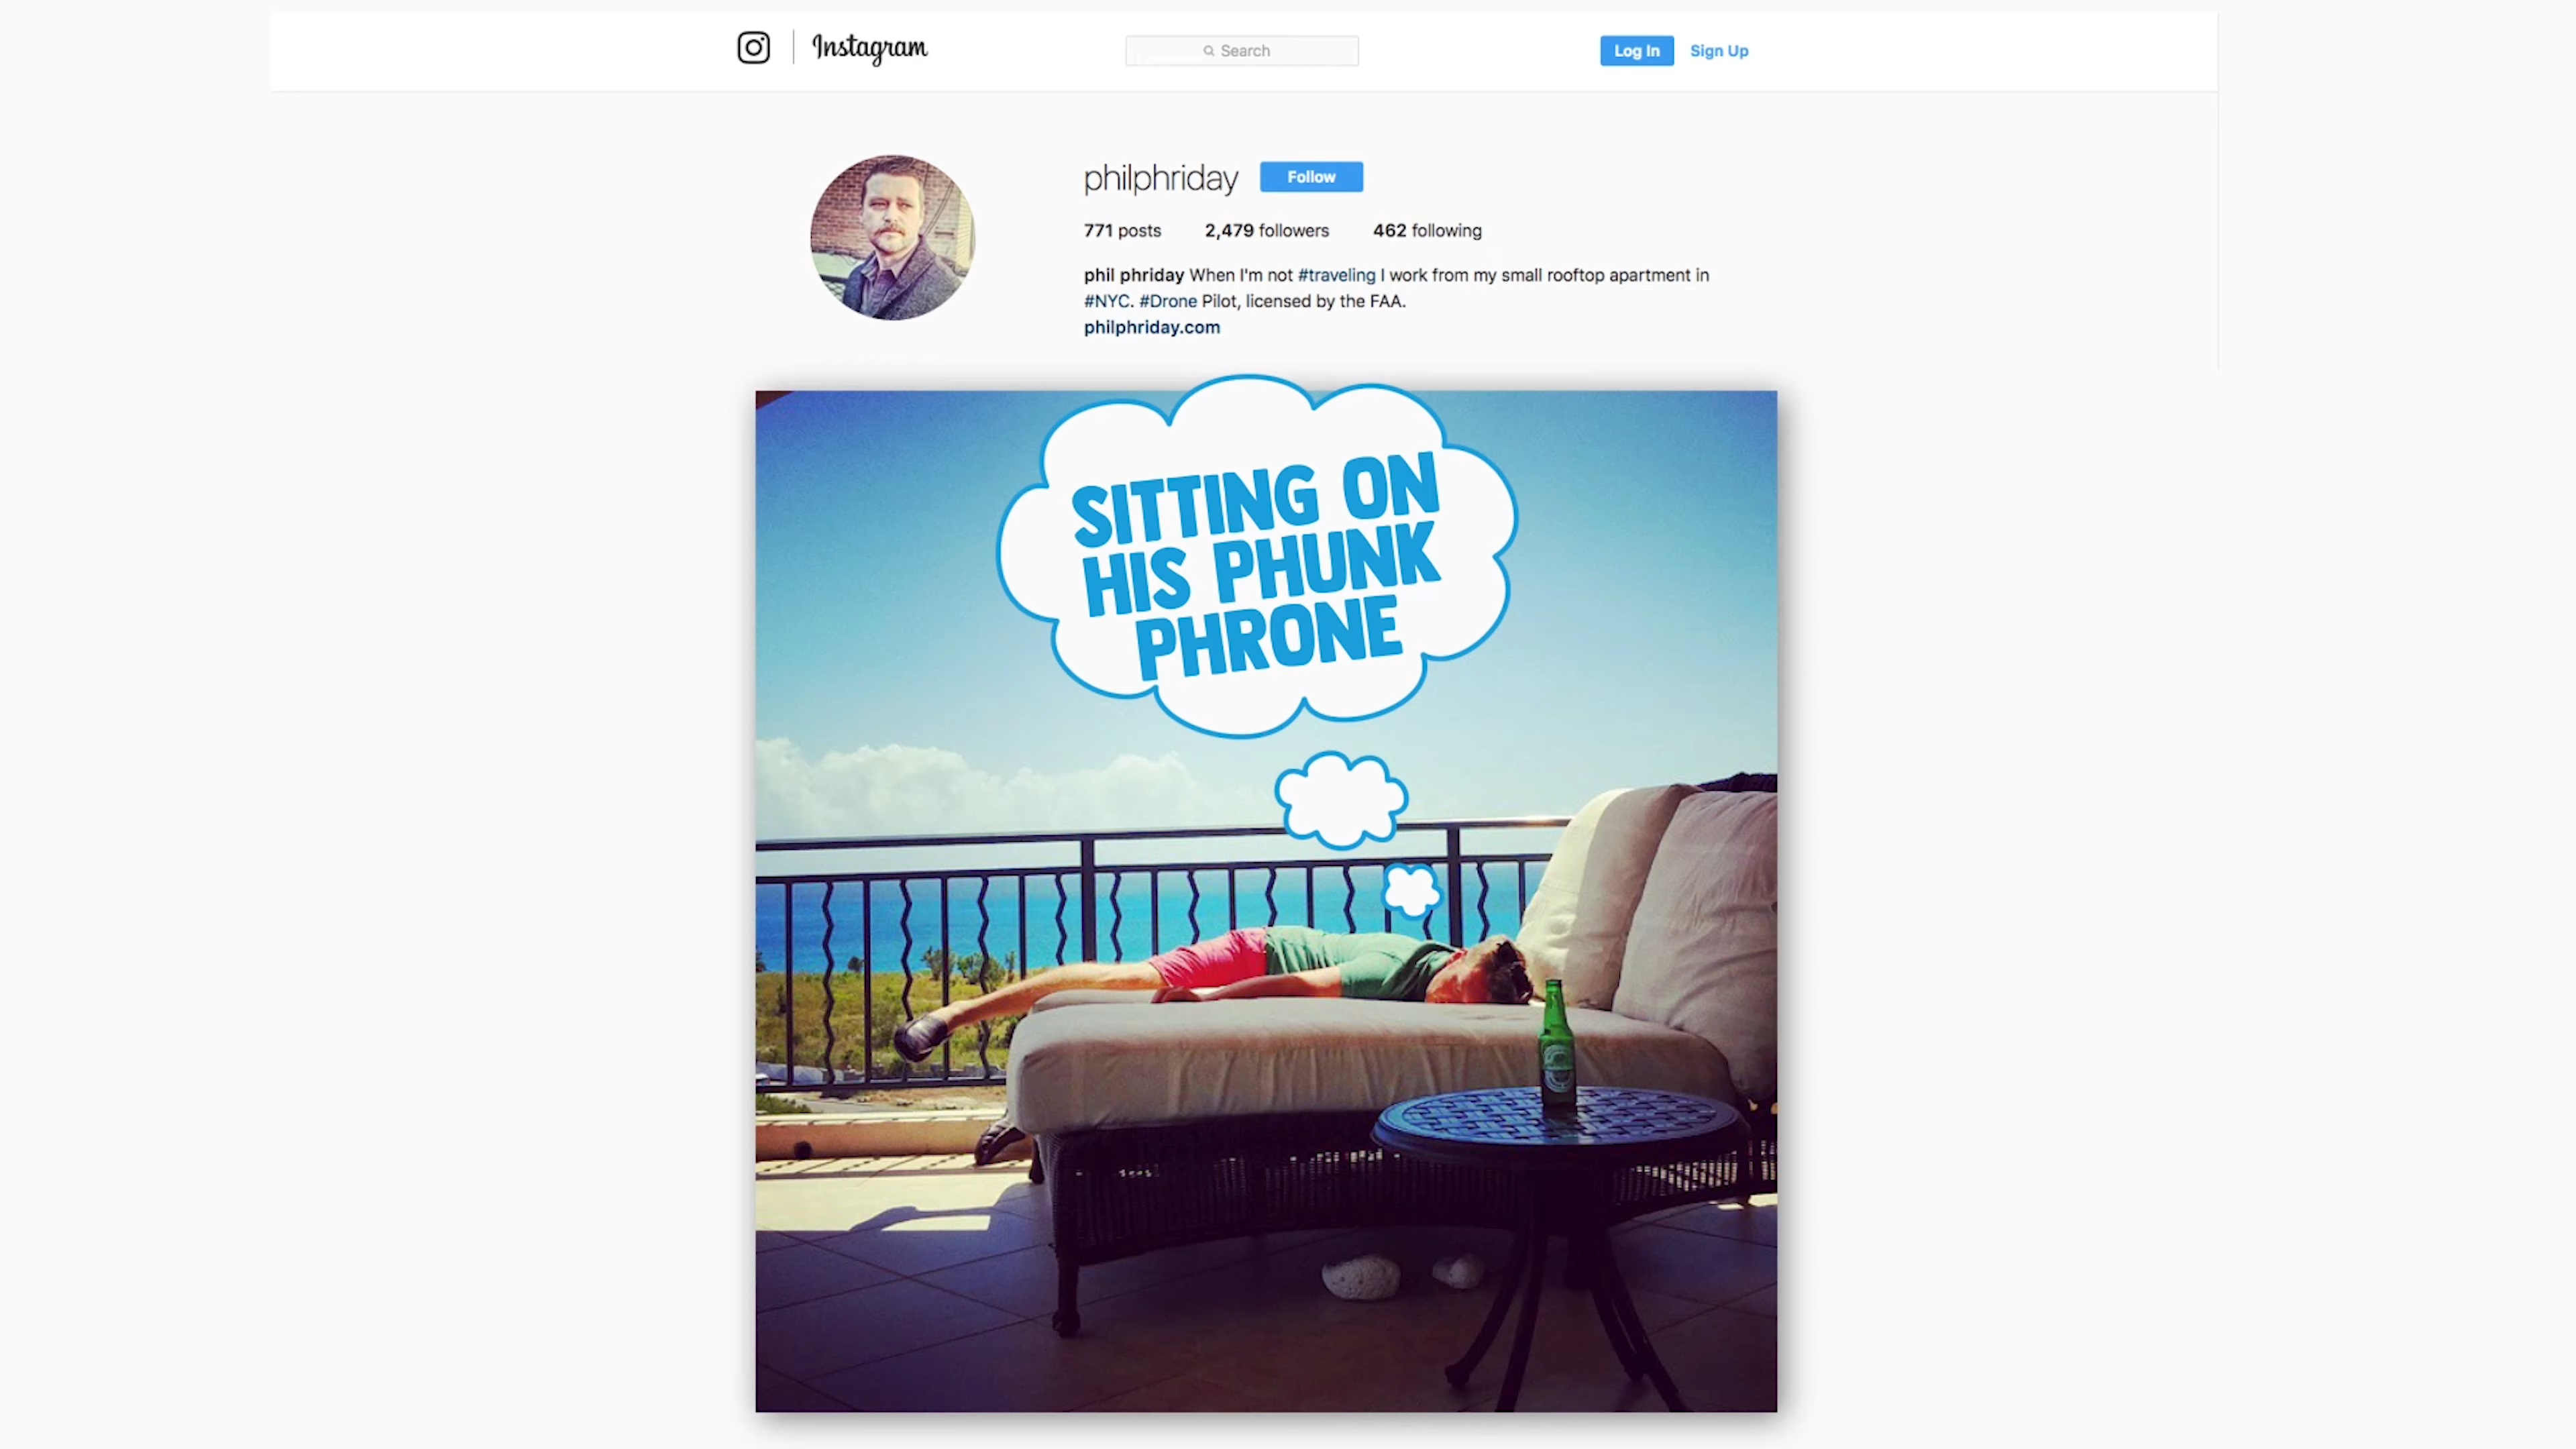 Instagram
Search
Log In
Sign Up
philphriday
Follow
771 posts 2,479 followers 462 following
phil phriday When I'm not #traveling I work from my small rooftop apartment in
#NYC. #Drone Pilot, licensed by the FAA.
philphriday.com
SITTING ON
HIS PHUNK
PHRONE